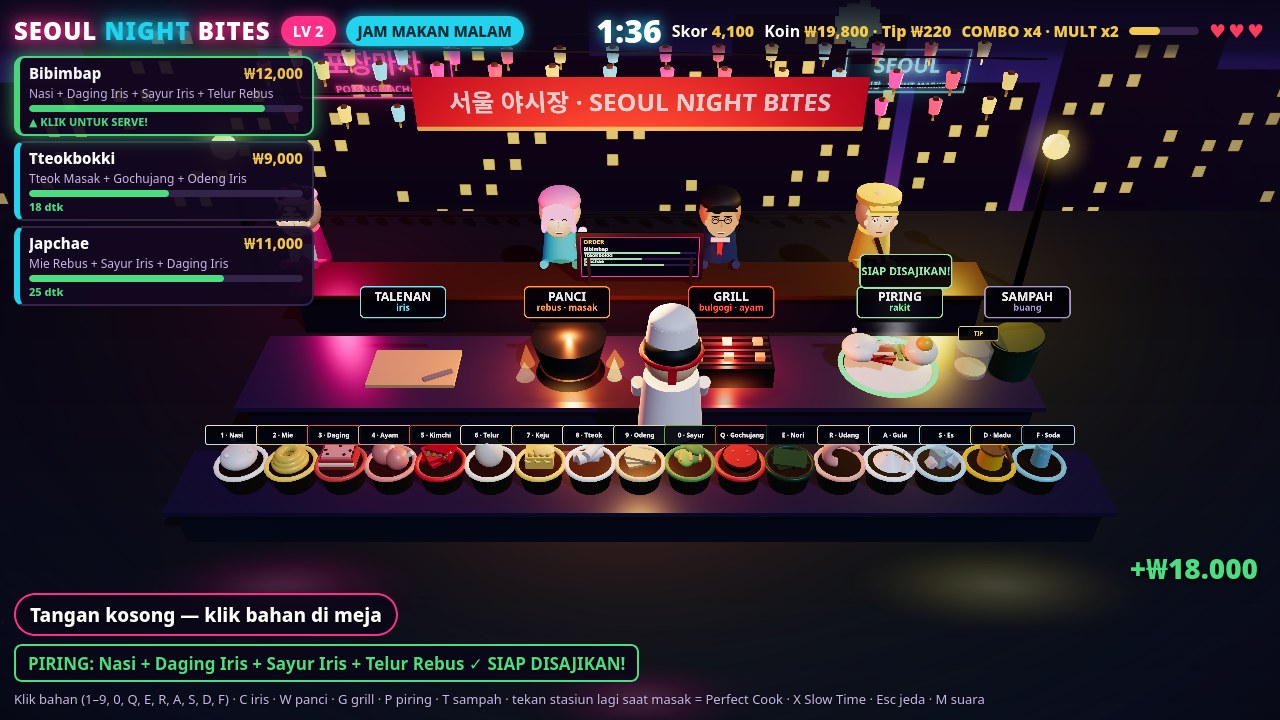 SEOUL NIGHT BITES LV 2 JAM MAKAN MALAM 1:36 Skor 4,100 Koin ₩19,800 · Tip ₩220 COMBO x4 · MULT x2 ♥♥♥
Bibimbap ₩12,000
Nasi + Daging Iris + Sayur Iris + Telur Rebus
▲ KLIK UNTUK SERVE!
Tteokbokki ₩9,000
Tteok Masak + Gochujang + Odeng Iris
18 dtk
Japchae ₩11,000
Mie Rebus + Sayur Iris + Daging Iris
25 dtk
포장마차
SEOUL
서울 야시장 · SEOUL NIGHT BITES
ORDER
Bibimbap
Tteokbokki
SIAP DISAJIKAN!
TALENAN
iris
PANCI
rebus · masak
GRILL
bulgogi · ayam
PIRING
rakit
SAMPAH
buang
TIP
1 · Nasi 2 · Mie 3 · Daging 4 · Ayam 5 · Kimchi 6 · Telur 7 · Keju 8 · Tteok 9 · Odeng 0 · Sayur Q · Gochujang E · Nori R · Udang A · Gula S · Es D · Madu F · Soda
+₩18.000
Tangan kosong — klik bahan di meja
PIRING: Nasi + Daging Iris + Sayur Iris + Telur Rebus ✓ SIAP DISAJIKAN!
Klik bahan (1–9, 0, Q, E, R, A, S, D, F) · C iris · W panci · G grill · P piring · T sampah · tekan stasiun lagi saat masak = Perfect Cook · X Slow Time · Esc jeda · M suara